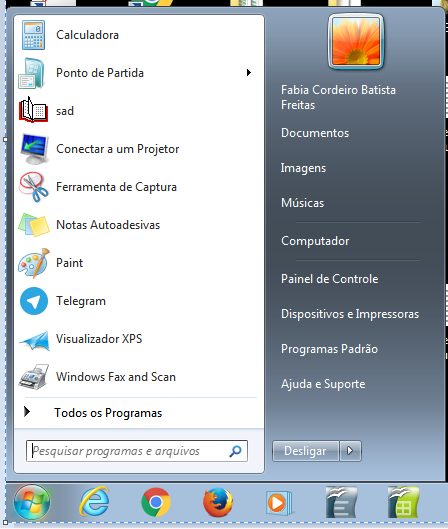 Calculadora
Ponto de Partida
sad
Conectar a um Projetor
Ferramenta de Captura
Notas Autoadesivas
Paint
Telegram
Visualizador XPS
Windows Fax and Scan
Todos os Programas
Pesquisar programas e arquivos
Fabia Cordeiro Batista
Freitas
Documentos
Imagens
Músicas
Computador
Painel de Controle
Dispositivos e Impressoras
Programas Padrão
Ajuda e Suporte
Desligar